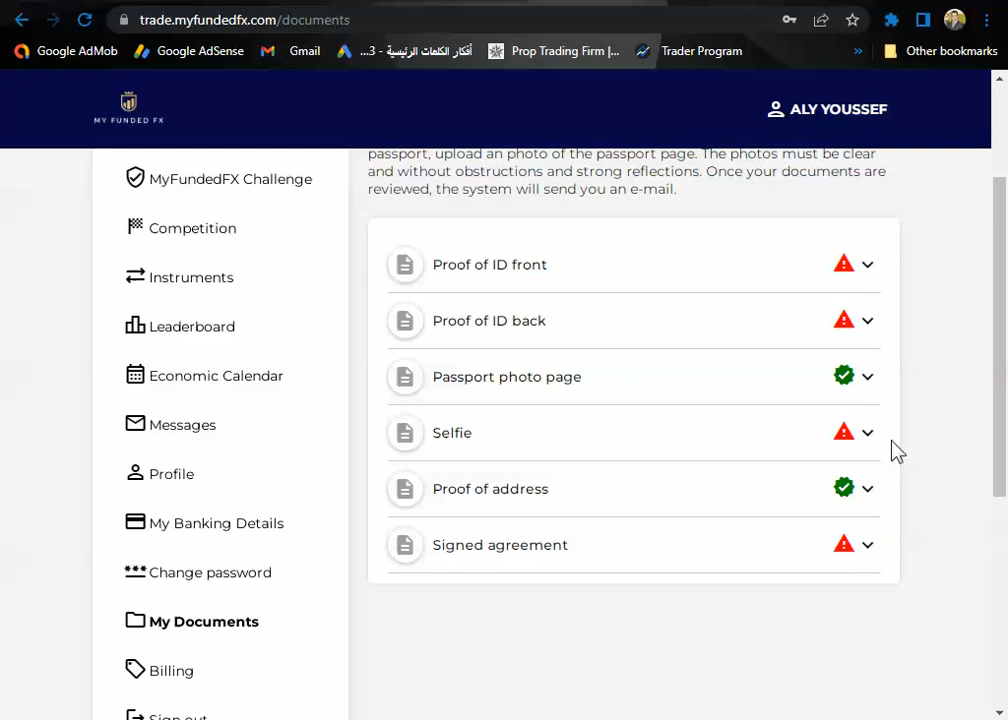 trade.myfundedfx.com/documents
Google AdMob
Google AdSense
Gmail
أفكار الكلمات الرئيسية - 3...
Prop Trading Firm |...
Trader Program
»
Other bookmarks
MY FUNDED FX
ALY YOUSSEF
passport, upload an photo of the passport page. The photos must be clear
and without obstructions and strong reflections. Once your documents are
reviewed, the system will send you an e-mail.
MyFundedFX Challenge
Competition
Instruments
Leaderboard
Economic Calendar
Messages
Profile
My Banking Details
Change password
My Documents
Billing
Sign out
Proof of ID front
Proof of ID back
Passport photo page
Selfie
Proof of address
Signed agreement